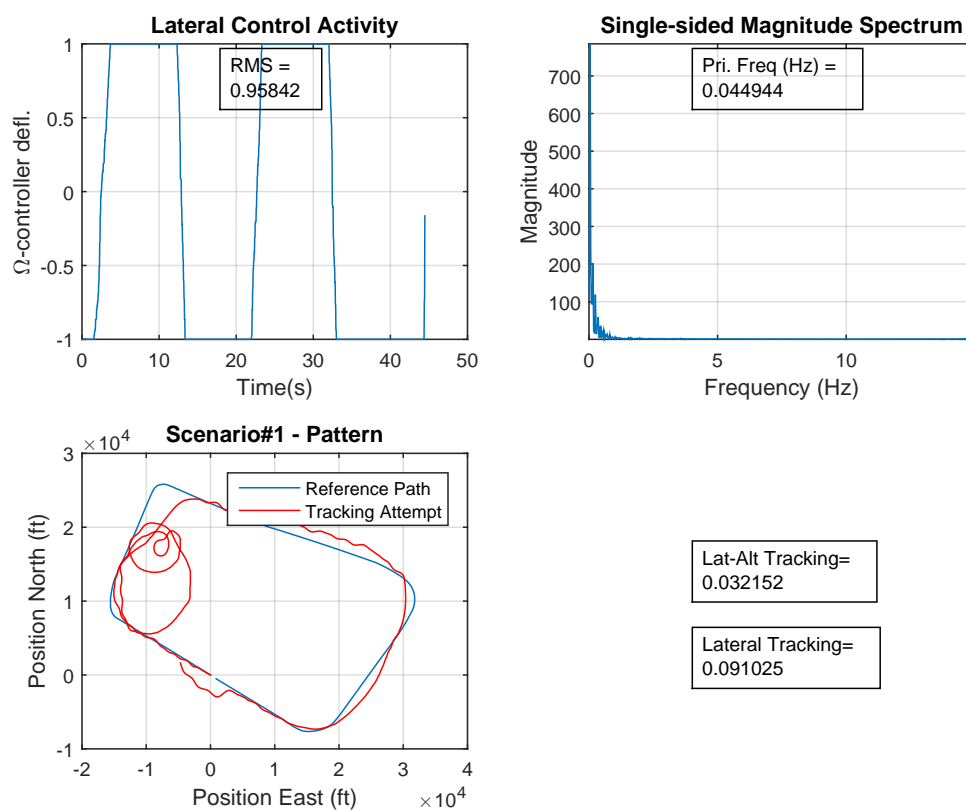 Lateral Control Activity
1
0.5
0
-0.5
-1
Ω-controller defl.
RMS =
0.95842
0 10 20 30 40 50
Time(s)
Single-sided Magnitude Spectrum
700
600
500
400
300
200
100
Magnitude
Pri. Freq (Hz) =
0.044944
0 5 10
Frequency (Hz)
Scenario#1 - Pattern
×10⁴
3
2
1
0
-1
Position North (ft)
Reference Path
Tracking Attempt
-2 -1 0 1 2 3 4
Position East (ft)
×10⁴
Lat-Alt Tracking=
0.032152
Lateral Tracking=
0.091025